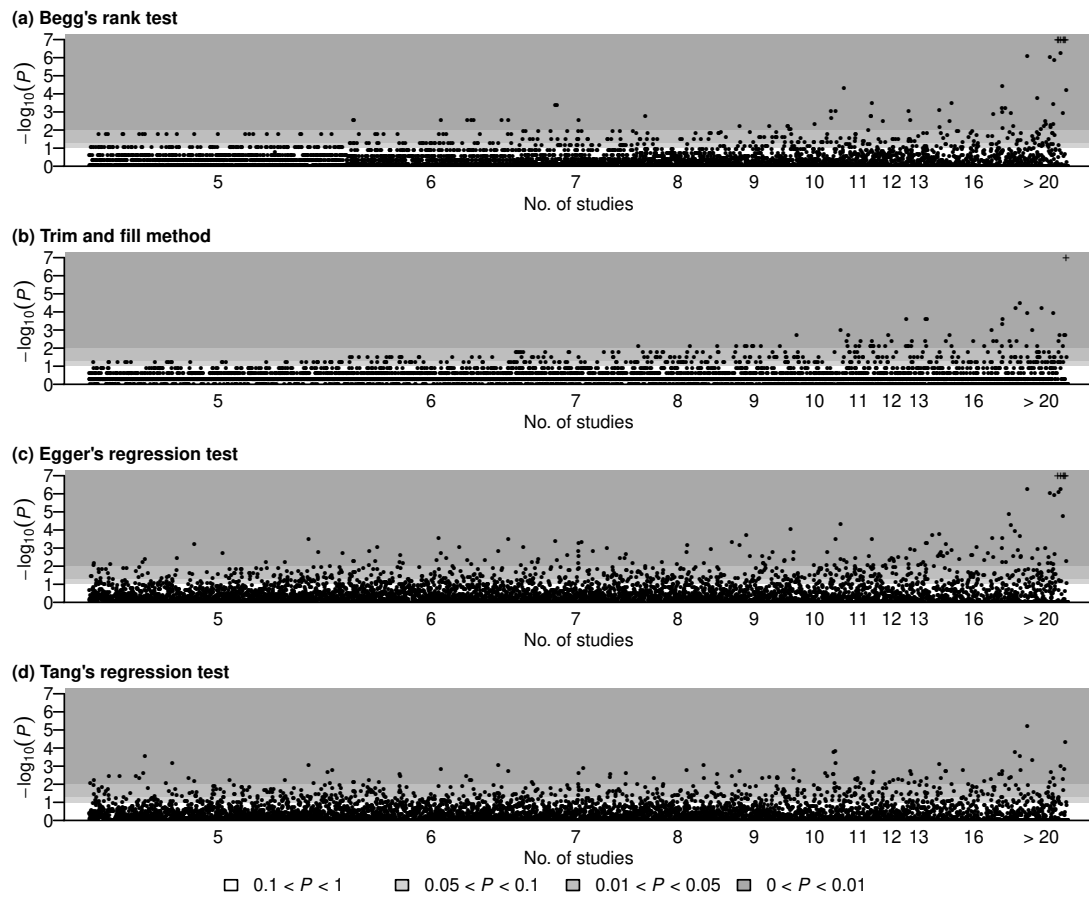 (a) Begg's rank test
7
6
5
4
3
2
1
0
−log10(P)
5 6 7 8 9 10 11 12 13 16 > 20
No. of studies
(b) Trim and fill method
7
6
5
4
3
2
1
0
−log10(P)
5 6 7 8 9 10 11 12 13 16 > 20
No. of studies
(c) Egger's regression test
7
6
5
4
3
2
1
0
−log10(P)
5 6 7 8 9 10 11 12 13 16 > 20
No. of studies
(d) Tang's regression test
7
6
5
4
3
2
1
0
−log10(P)
5 6 7 8 9 10 11 12 13 16 > 20
No. of studies
0.1 < P < 1 0.05 < P < 0.1 0.01 < P < 0.05 0 < P < 0.01